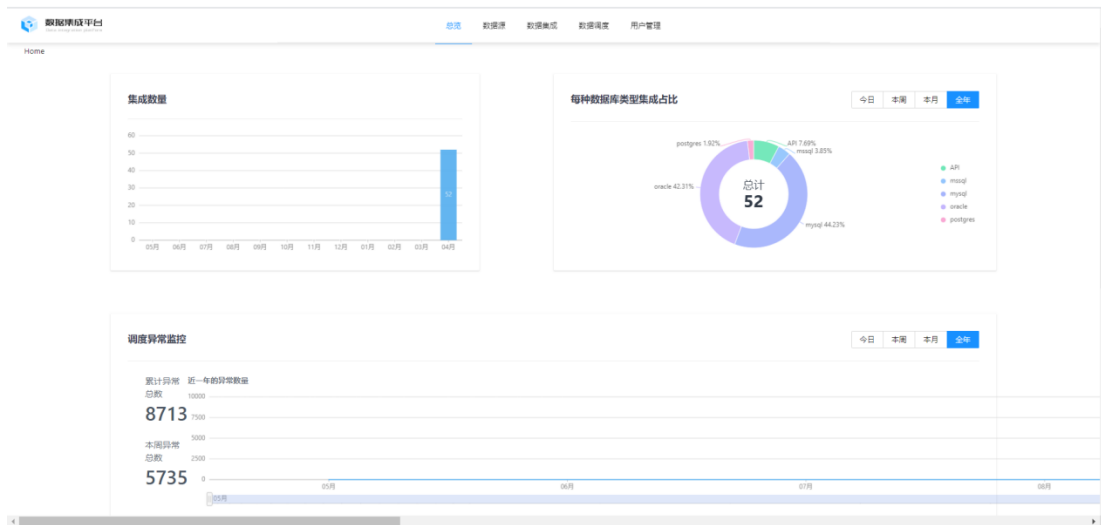 数据集成平台
总览 数据源 数据集成 数据调度 用户管理
Home
集成数量
60
50
40
30
20
10
0
52
05月 06月 07月 08月 09月 10月 11月 12月 01月 02月 03月 04月
每种数据库类型集成占比
今日 本周 本月 全年
postgres 1.92%
API 7.69%
mssql 3.85%
oracle 42.31%
mysql 44.23%
总计
52
API
mssql
mysql
oracle
postgres
调度异常监控
今日 本周 本月 全年
累计异常
总数
8713
本周异常
总数
5735
近一年的异常数量
10000
7500
5000
2500
0
05月 06月 07月 08月
05月